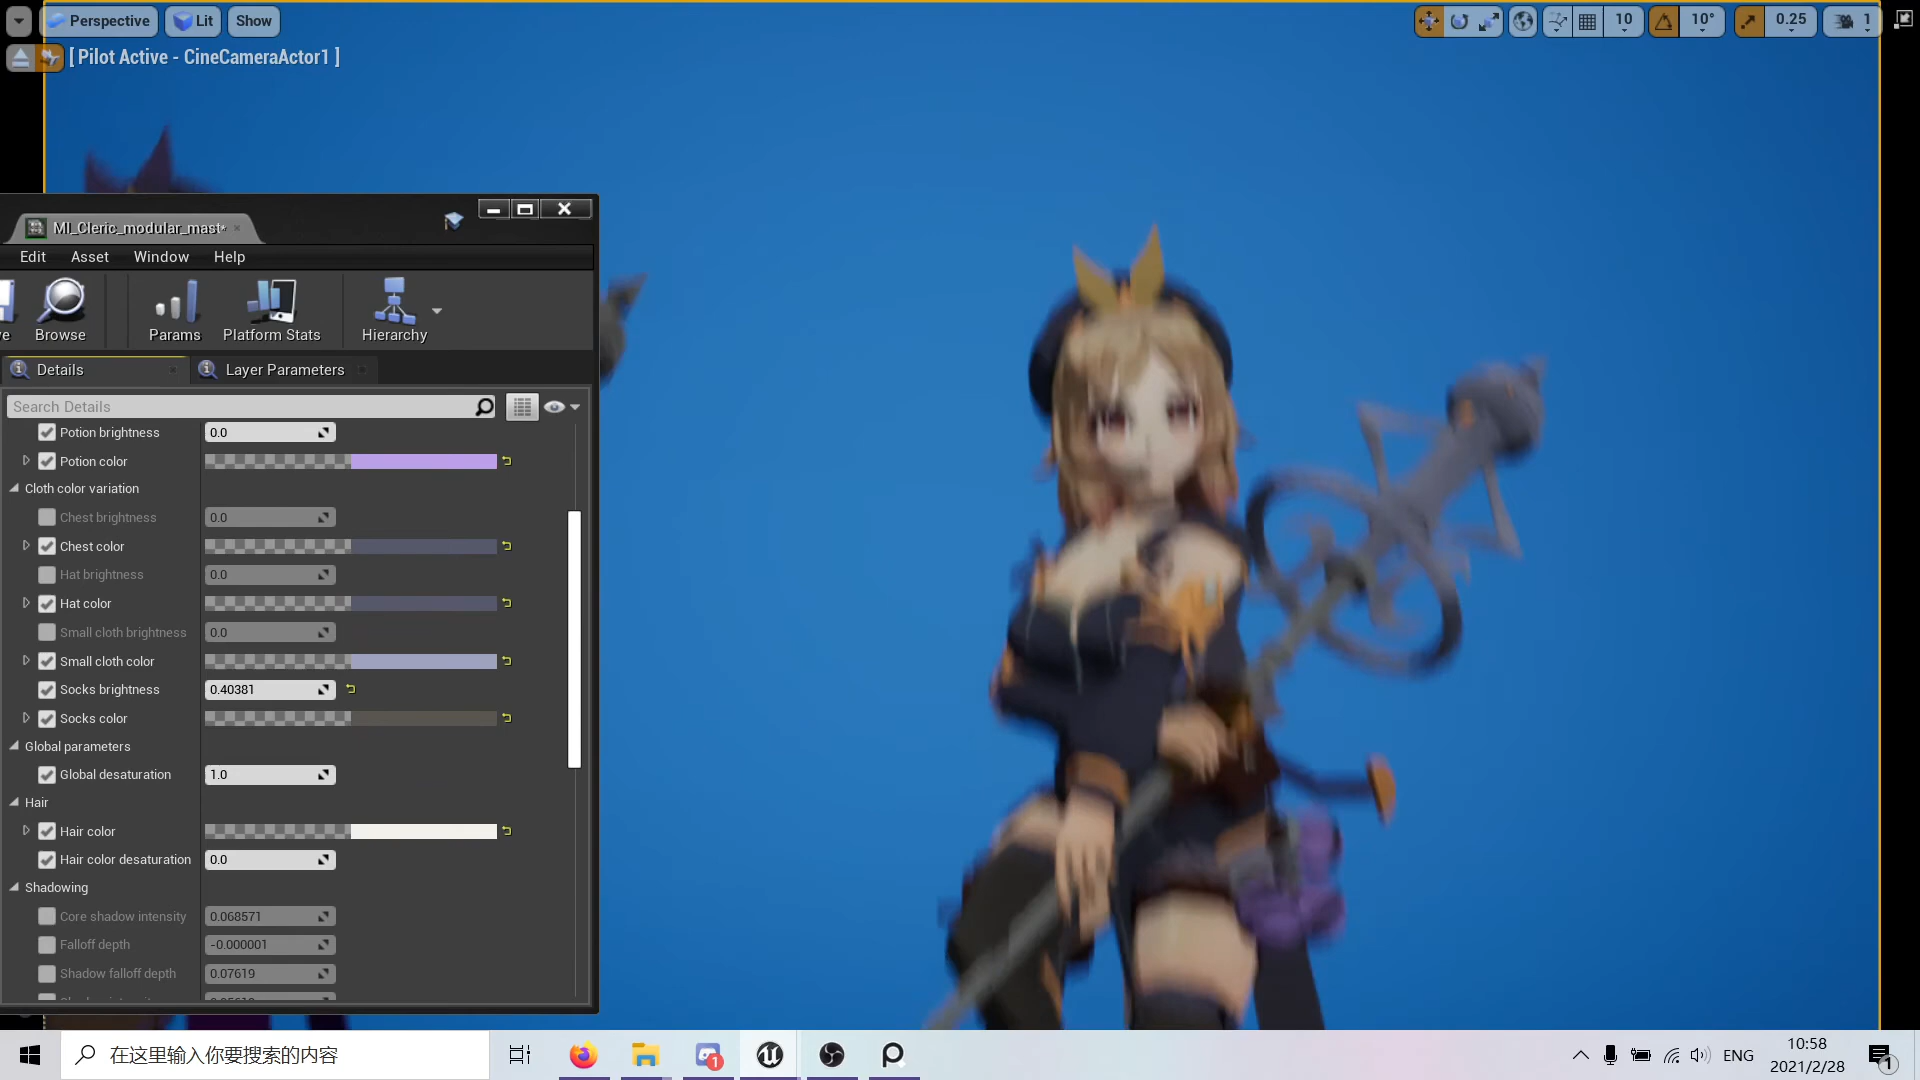 Perspective
Lit
Show
10
10°
0.25
1
[ Pilot Active - CineCameraActor1 ]
MI_Cleric_modular_mast*
Edit
Asset
Window
Help
Browse
Params
Platform Stats
Hierarchy
Details
Layer Parameters
Search Details
Potion brightness
0.0
Potion color
Cloth color variation
Chest brightness
0.0
Chest color
Hat brightness
0.0
Hat color
Small cloth brightness
0.0
Small cloth color
Socks brightness
0.40381
Socks color
Global parameters
Global desaturation
1.0
Hair
Hair color
Hair color desaturation
0.0
Shadowing
Core shadow intensity
0.068571
Falloff depth
-0.000001
Shadow falloff depth
0.07619
在这里输入你要搜索的内容
1
ENG
10:58
2021/2/28
1